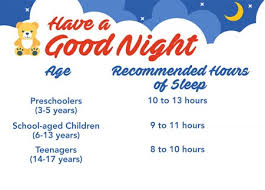 Have a
Good Night
Age Recommended Hours
of Sleep
Preschoolers 10 to 13 hours
(3-5 years)
School-aged Children 9 to 11 hours
(6-13 years)
Teenagers 8 to 10 hours
(14-17 years)